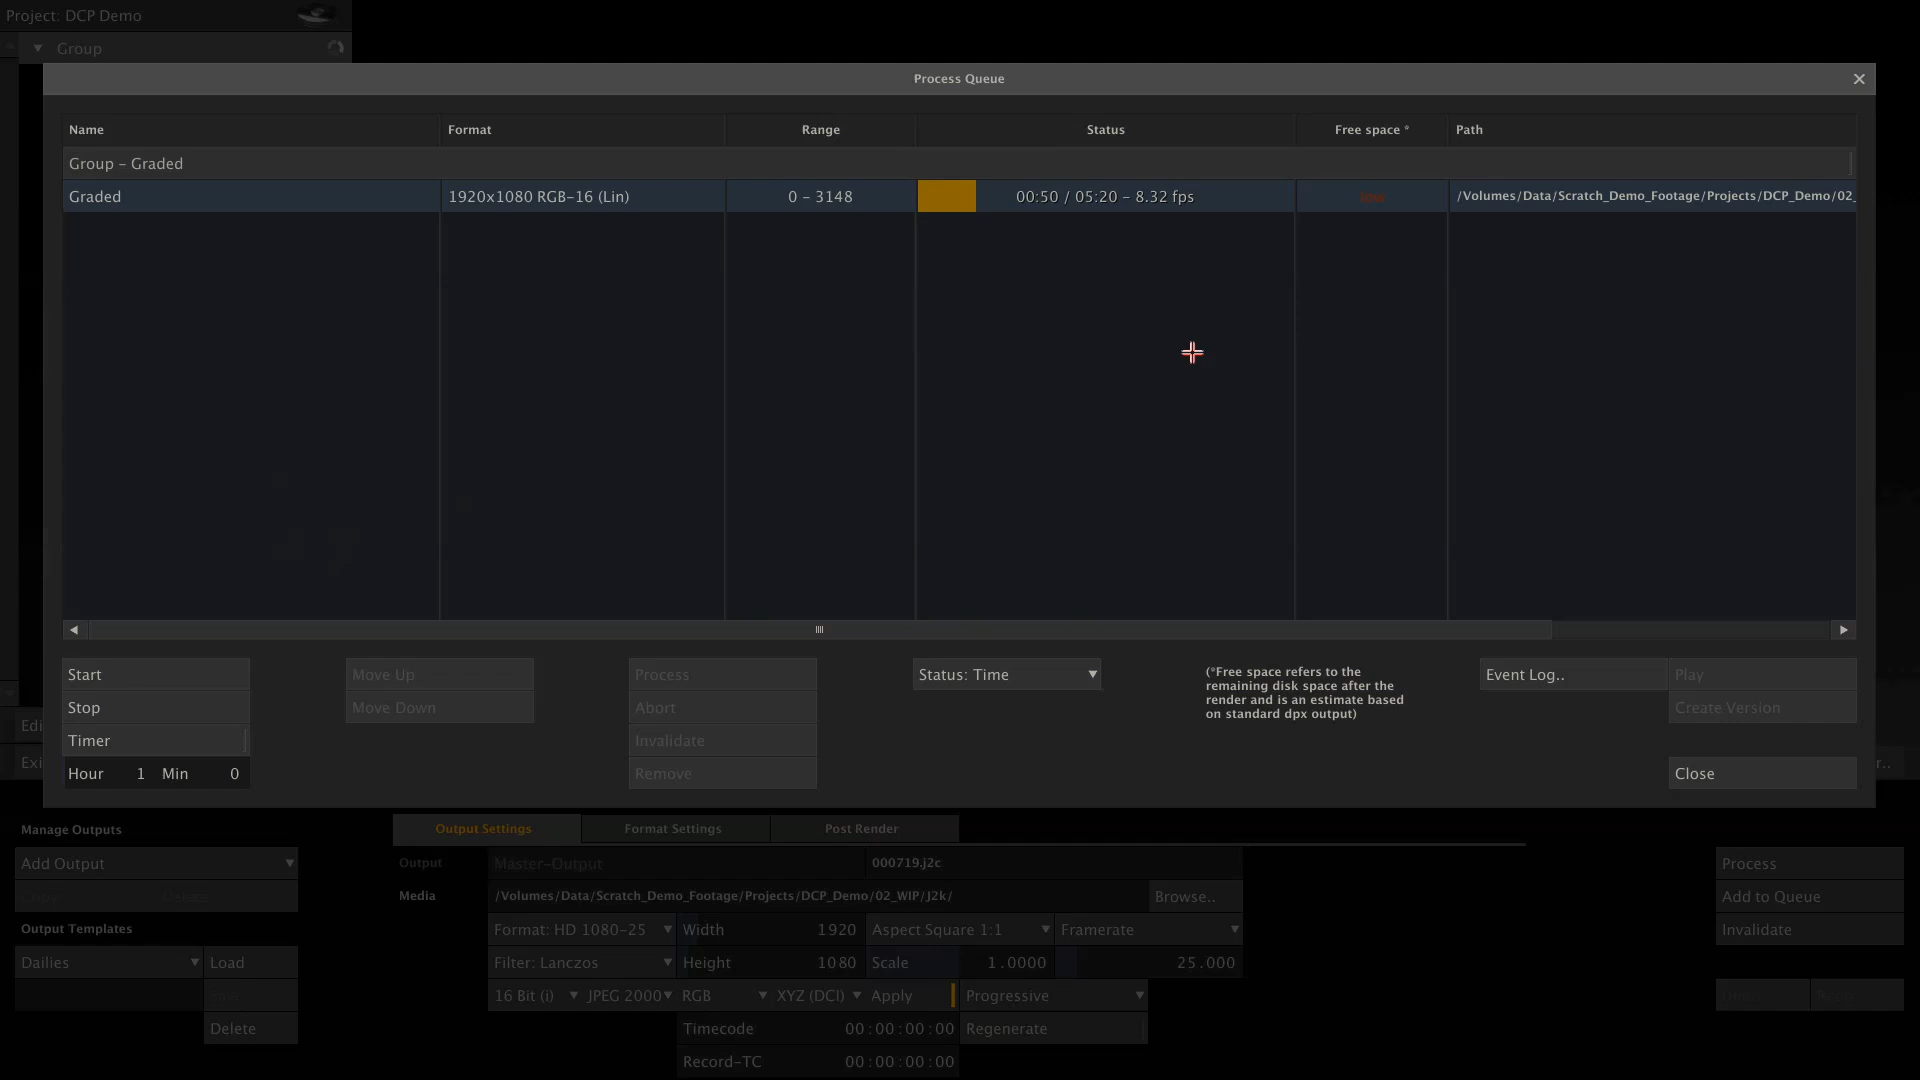 Project: DCP Demo
Group
Process Queue
Name Format Range Status Free space * Path
Group - Graded
Graded 1920x1080 RGB-16 (Lin) 0 - 3148 00:50 / 05:20 - 8.32 fps /Volumes/Data/Scratch_Demo_Footage/Projects/DCP_Demo/02_
Start Move Up Process Status: Time Event Log.. Play
Stop Move Down Abort Create Version
Timer Invalidate
Hour 1 Min 0 Remove Close
(*Free space refers to the
remaining disk space after the
render and is an estimate based
on standard dpx output)
Edi
Exi r..
Manage Outputs Output Settings Format Settings Post Render
Add Output Output Master-Output 000719.j2c Process
Media /Volumes/Data/Scratch_Demo_Footage/Projects/DCP_Demo/02_WIP/J2k/ Browse.. Add to Queue
Output Templates Format: HD 1080-25 Width 1920 Aspect Square 1:1 Framerate Invalidate
Dailies Load Filter: Lanczos Height 1080 Scale 1.0000 25.000
16 Bit (i) JPEG 2000 RGB XYZ (DCI) Apply Progressive
Delete Timecode 00:00:00:00 Regenerate
Record-TC 00:00:00:00